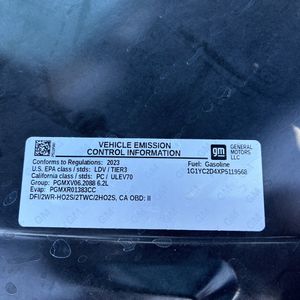 VEHICLE EMISSION
CONTROL INFORMATION
gm
GENERAL
MOTORS
LLC
Conforms to Regulations: 2023
Fuel: Gasoline
U.S. EPA class / stds: LDV / TIER3
1G1YC2D4XP5119568
California class / stds: PC / ULEV70
Group: PGMXV06.2088 6.2L
Evap: PGMXR01383CC
DFI/2WR-HO2S/2TWC/2HO2S, CA OBD: II